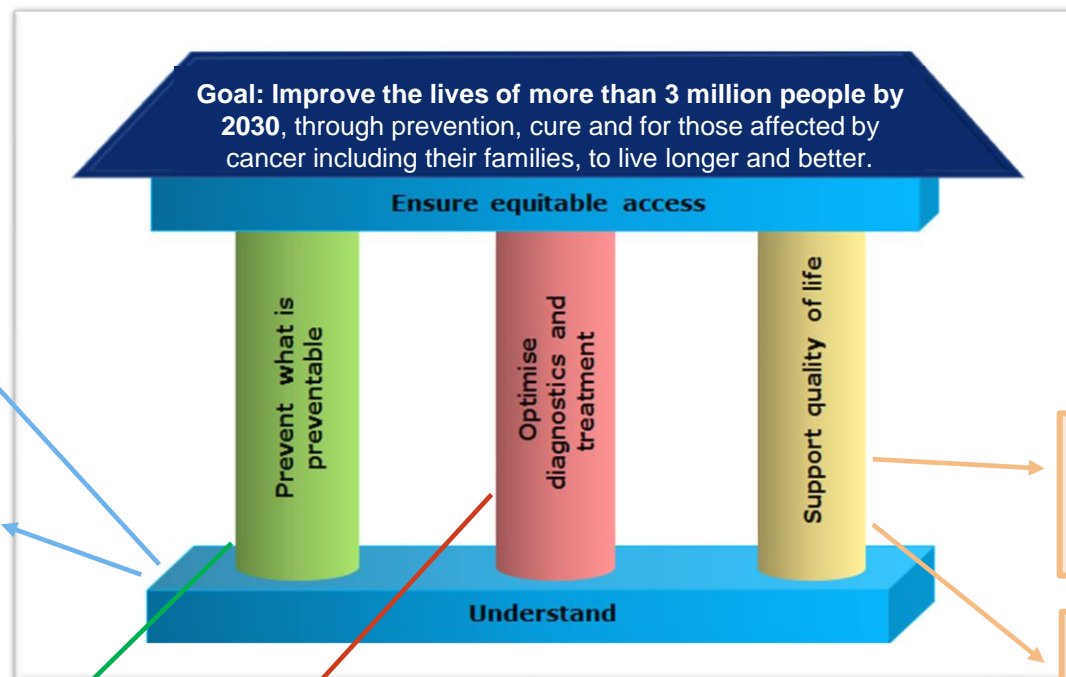 Goal: Improve the lives of more than 3 million people by
2030, through prevention, cure and for those affected by
cancer including their families, to live longer and better.
Ensure equitable access
Prevent what is
preventable
Optimise
diagnostics and
treatment
Support quality of life
Understand